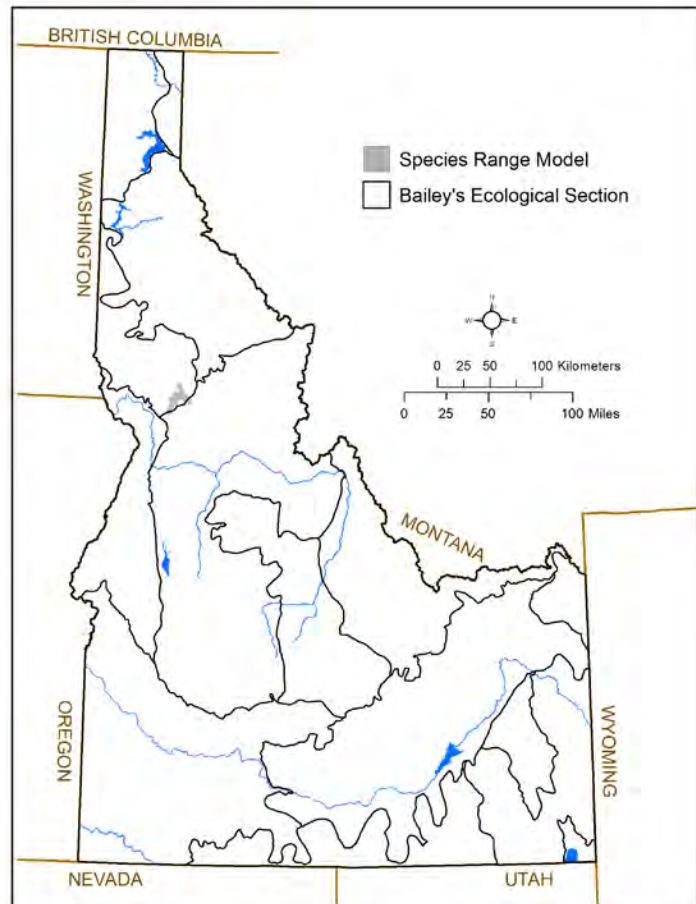 BRITISH COLUMBIA
WASHINGTON
Species Range Model
Bailey's Ecological Section
N
W
E
S
0 25 50 100 Kilometers
0 25 50 100 Miles
MONTANA
OREGON
WYOMING
NEVADA
UTAH